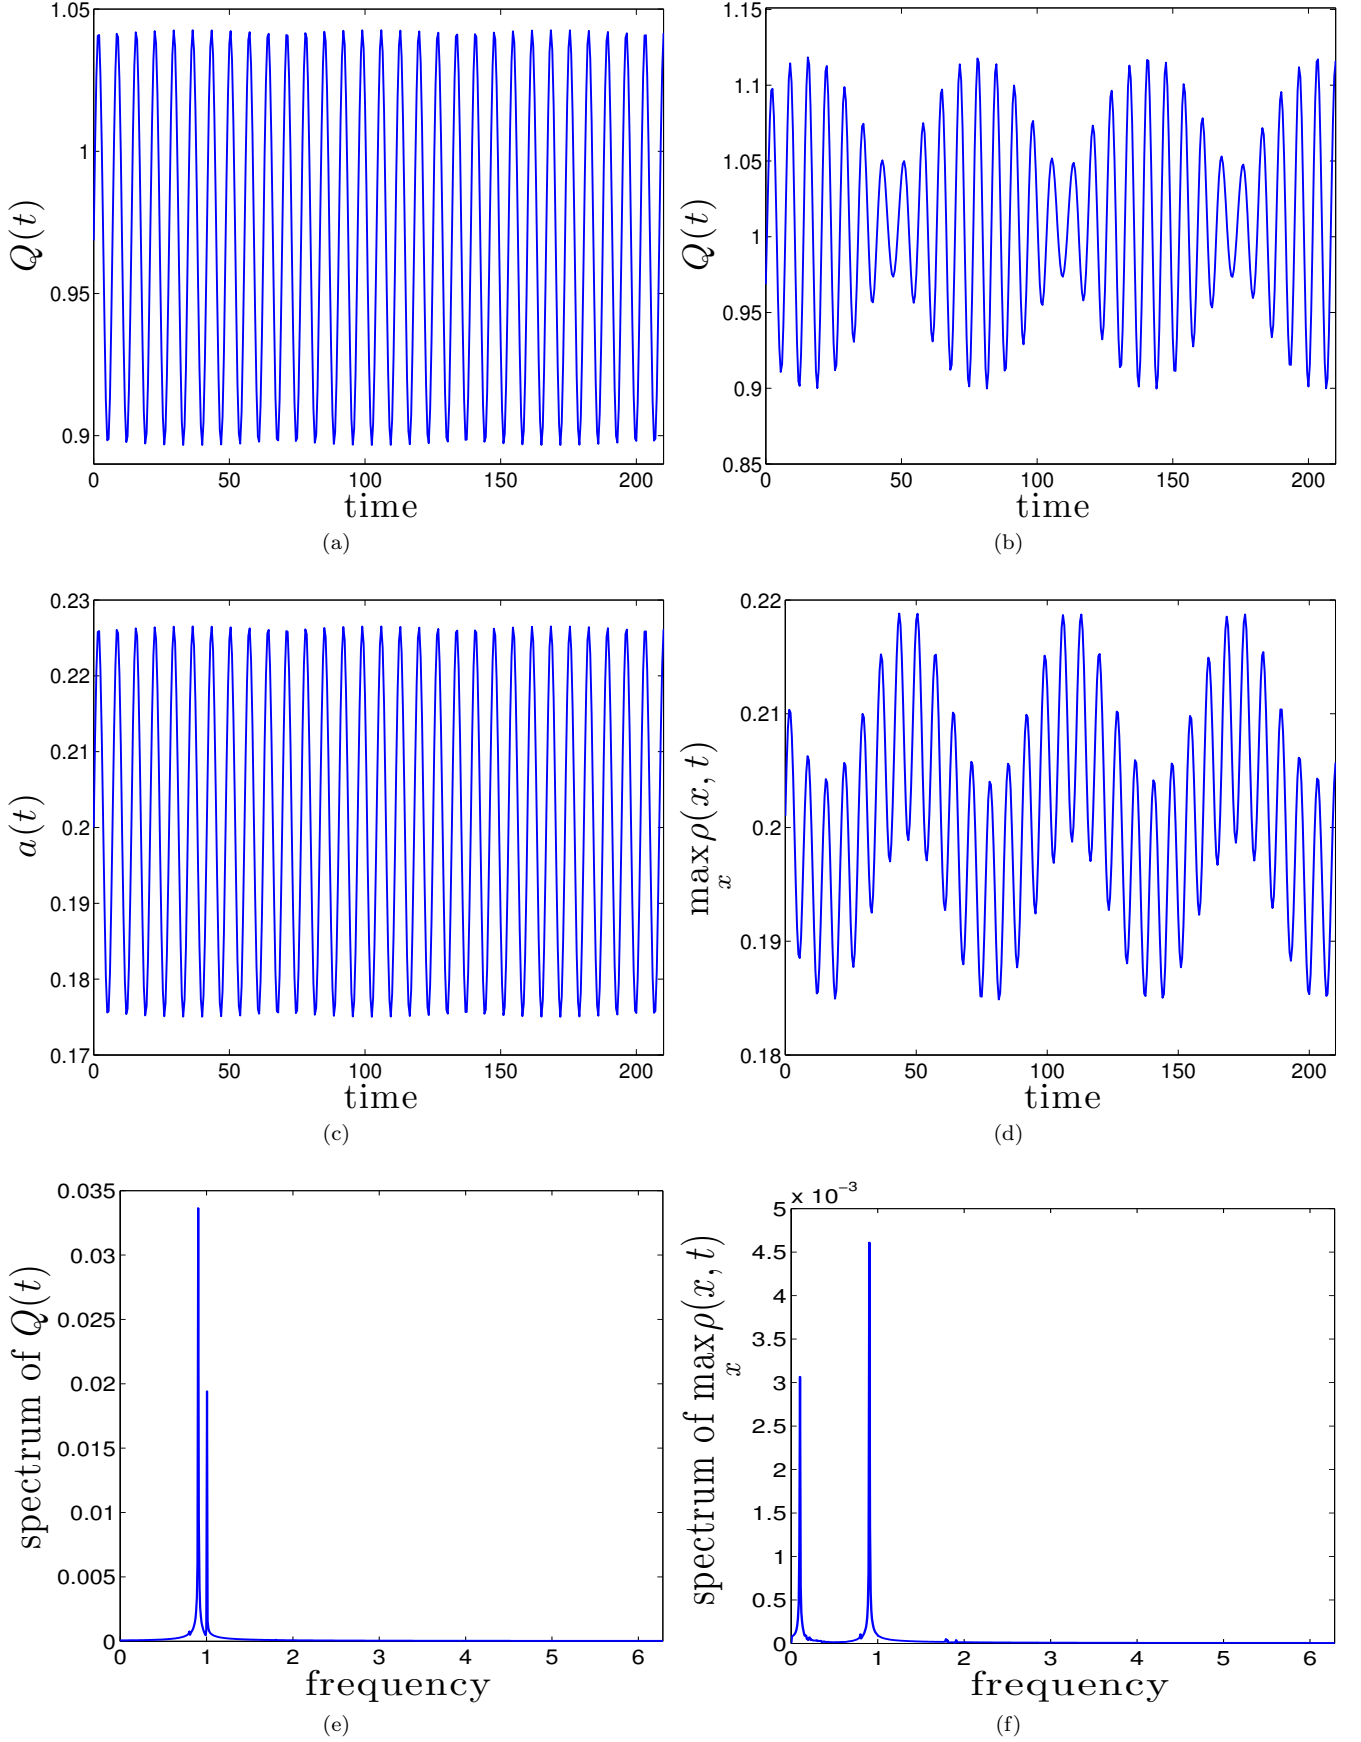 1.05
1
0.95
0.9
0 50 100 150 200
Q(t)
time
(a)
1.15
1.1
1.05
1
0.95
0.9
0.85
0 50 100 150 200
Q(t)
time
(b)
0.23
0.22
0.21
0.2
0.19
0.18
0.17
0 50 100 150 200
a(t)
time
(c)
0.22
0.21
0.2
0.19
0.18
0 50 100 150 200
max ρ(x, t)
x
time
(d)
0.035
0.03
0.025
0.02
0.015
0.01
0.005
0
0 1 2 3 4 5 6
spectrum of Q(t)
frequency
(e)
x 10⁻³
5
4.5
4
3.5
3
2.5
2
1.5
1
0.5
0
0 1 2 3 4 5 6
spectrum of max ρ(x, t)
x
frequency
(f)